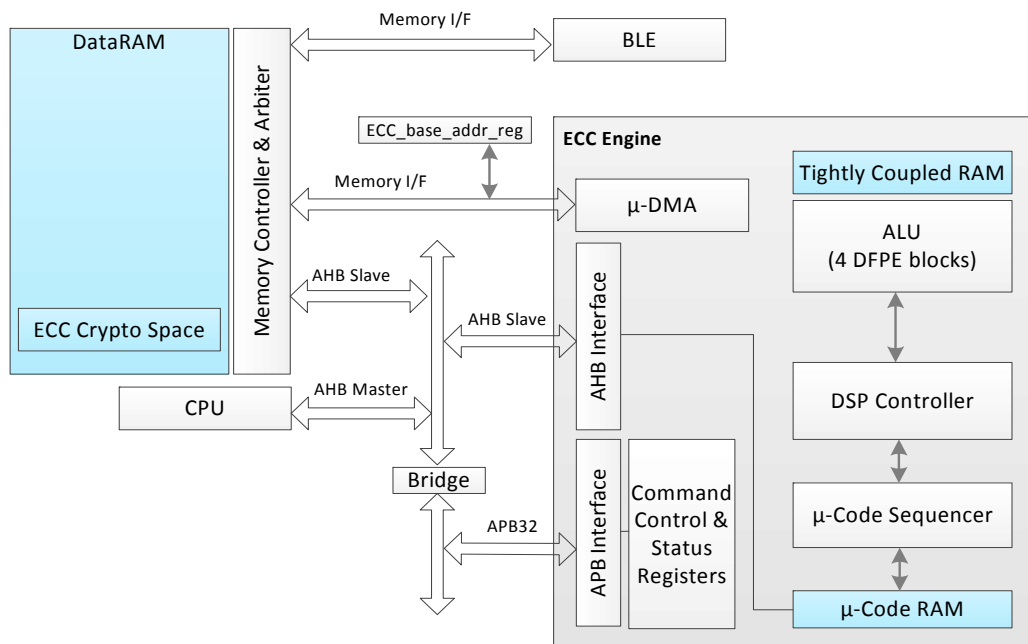 DataRAM
Memory Controller & Arbiter
Memory I/F
BLE
ECC_base_addr_reg
Memory I/F
AHB Slave
ECC Crypto Space
AHB Slave
CPU
AHB Master
Bridge
APB32
ECC Engine
μ-DMA
AHB Interface
APB Interface
Command
Control &
Status
Registers
Tightly Coupled RAM
ALU
(4 DFPE blocks)
DSP Controller
μ-Code Sequencer
μ-Code RAM